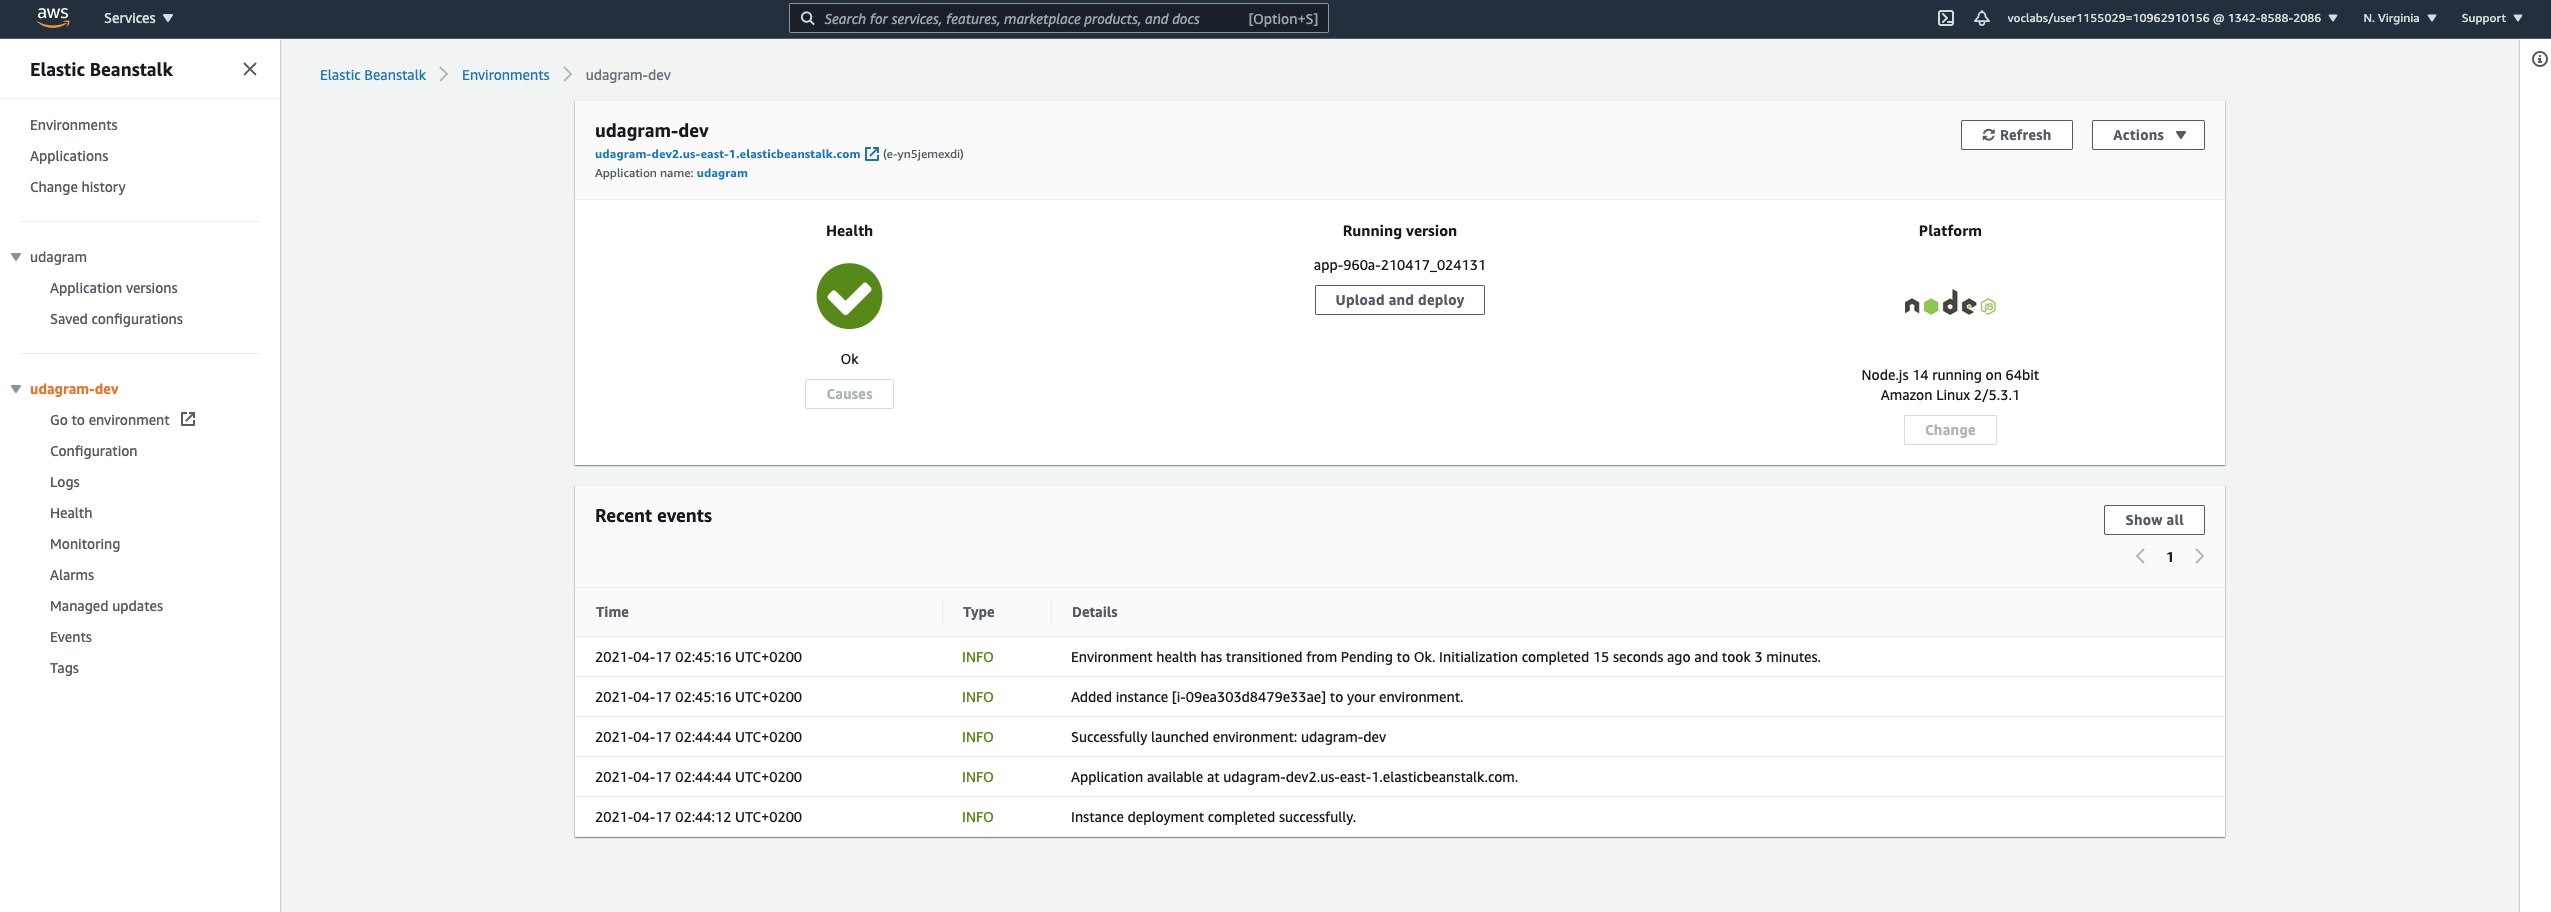 aws
Services
Search for services, features, marketplace products, and docs [Option+S]
voclabs/user1155029=10962910156 @ 1342-8588-2086
N. Virginia
Support
Elastic Beanstalk
Environments
Applications
Change history
udagram
Application versions
Saved configurations
udagram-dev
Go to environment
Configuration
Logs
Health
Monitoring
Alarms
Managed updates
Events
Tags
Elastic Beanstalk
Environments
udagram-dev
udagram-dev
udagram-dev2.us-east-1.elasticbeanstalk.com (e-yn5jemexdi)
Application name: udagram
Refresh
Actions
Health
Ok
Causes
Running version
app-960a-210417_024131
Upload and deploy
Platform
node JS
Node.js 14 running on 64bit
Amazon Linux 2/5.3.1
Change
Recent events
Show all
1
Time Type Details
2021-04-17 02:45:16 UTC+0200 INFO Environment health has transitioned from Pending to Ok. Initialization completed 15 seconds ago and took 3 minutes.
2021-04-17 02:45:16 UTC+0200 INFO Added instance [i-09ea303d8479e33ae] to your environment.
2021-04-17 02:44:44 UTC+0200 INFO Successfully launched environment: udagram-dev
2021-04-17 02:44:44 UTC+0200 INFO Application available at udagram-dev2.us-east-1.elasticbeanstalk.com.
2021-04-17 02:44:12 UTC+0200 INFO Instance deployment completed successfully.